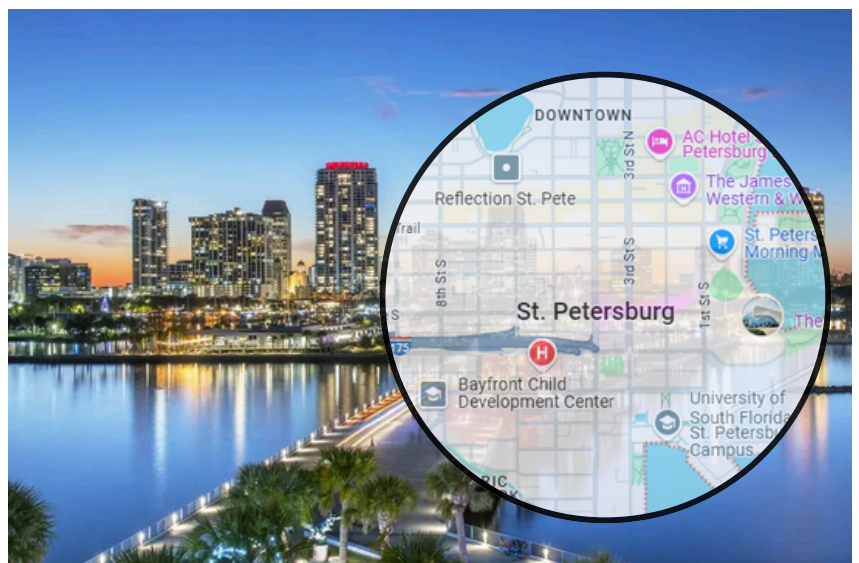 DOWNTOWN
3rd St N
AC Hotel
Petersburg
The James
Western & W
Reflection St. Pete
Trail
St. Peters
Morning M
8th St S
3rd St S
1st St S
St. Petersburg
The
S
175
H
Bayfront Child
Development Center
University of
South Florida
St. Petersbu
Campus